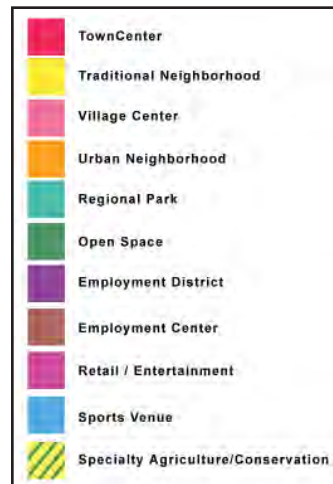 TownCenter
Traditional Neighborhood
Village Center
Urban Neighborhood
Regional Park
Open Space
Employment District
Employment Center
Retail / Entertainment
Sports Venue
Specialty Agriculture/Conservation